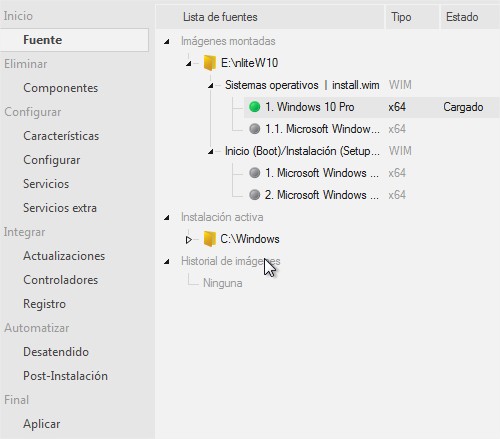 Inicio
Fuente
Eliminar
Componentes
Configurar
Características
Configurar
Servicios
Servicios extra
Integrar
Actualizaciones
Controladores
Registro
Automatizar
Desatendido
Post-Instalación
Final
Aplicar
Lista de fuentes Tipo Estado
Imágenes montadas
E:\nliteW10
Sistemas operativos | install.wim WIM
1. Windows 10 Pro x64 Cargado
1.1. Microsoft Window... x64
Inicio (Boot)/Instalación (Setup... WIM
1. Microsoft Windows ... x64
2. Microsoft Windows ... x64
Instalación activa
C:\Windows
Historial de imágenes
Ninguna